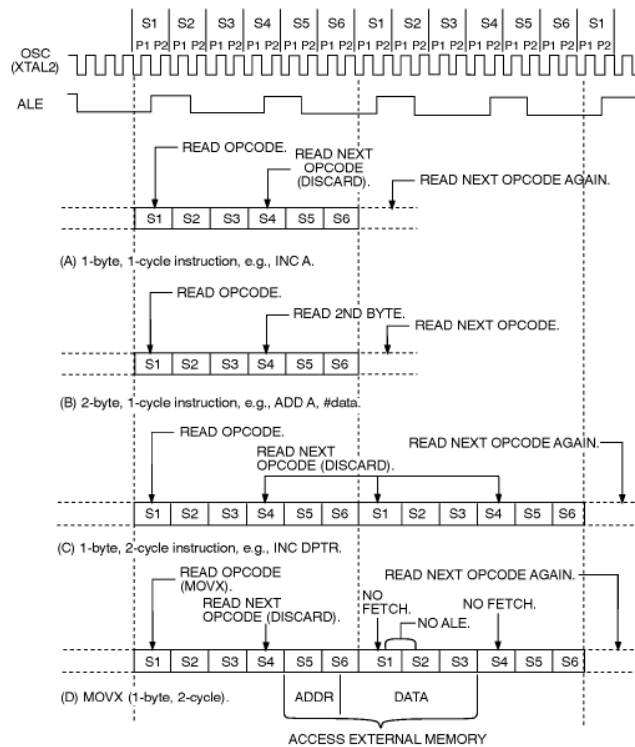 S1 S2 S3 S4 S5 S6 S1 S2 S3 S4 S5 S6 S1
P1 P2 P1 P2 P1 P2 P1 P2 P1 P2 P1 P2 P1 P2 P1 P2 P1 P2 P1 P2 P1 P2 P1 P2 P1 P2
OSC
(XTAL2)
ALE
READ OPCODE.
READ NEXT
OPCODE
(DISCARD).
READ NEXT OPCODE AGAIN.
S1 S2 S3 S4 S5 S6
(A) 1-byte, 1-cycle instruction, e.g., INC A.
READ OPCODE.
READ 2ND BYTE.
READ NEXT OPCODE.
S1 S2 S3 S4 S5 S6
(B) 2-byte, 1-cycle instruction, e.g., ADD A, #data.
READ OPCODE.
READ NEXT
OPCODE (DISCARD).
READ NEXT OPCODE AGAIN.
S1 S2 S3 S4 S5 S6 S1 S2 S3 S4 S5 S6
(C) 1-byte, 2-cycle instruction, e.g., INC DPTR.
READ OPCODE
(MOVX).
READ NEXT
OPCODE (DISCARD).
READ NEXT OPCODE AGAIN.
NO
FETCH.
NO FETCH.
NO ALE.
S1 S2 S3 S4 S5 S6 S1 S2 S3 S4 S5 S6
(D) MOVX (1-byte, 2-cycle).
ADDR DATA
ACCESS EXTERNAL MEMORY